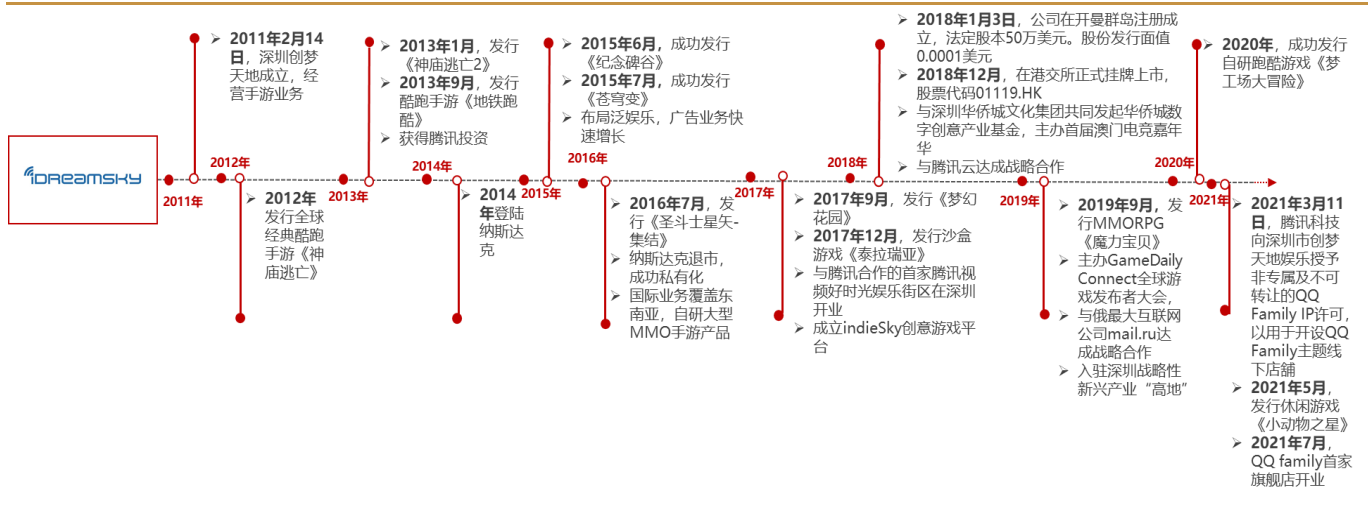 iDREAMSKY
2011年
2011年2月14
日，深圳创梦
天地成立，经
营手游业务
2012年
2012年
发行全球
经典酷跑
手游《神
庙逃亡》
2013年
2013年1月，发行
《神庙逃亡2》
2013年9月，发行
酷跑手游《地铁跑
酷》
获得腾讯投资
2014年
2014
年登陆
纳斯达
克
2015年
2015年6月，成功发行
《纪念碑谷》
2015年7月，成功发行
《苍穹变》
布局泛娱乐，广告业务快
速增长
2016年
2016年7月，发
行《圣斗士星矢-
集结》
纳斯达克退市，
成功私有化
国际业务覆盖东
南亚，自研大型
MMO手游产品
2017年
2017年9月，发行《梦幻
花园》
2017年12月，发行沙盒
游戏《泰拉瑞亚》
与腾讯合作的首家腾讯视
频好时光娱乐街区在深圳
开业
成立indieSky创意游戏平
台
2018年
2018年1月3日，公司在开曼群岛注册成
立，法定股本50万美元。股份发行面值
0.0001美元
2018年12月，在港交所正式挂牌上市，
股票代码01119.HK
与深圳华侨城文化集团共同发起华侨城数
字创意产业基金，主办首届澳门电竞嘉年
华
与腾讯云达成战略合作
2019年
2019年9月，发
行MMORPG
《魔力宝贝》
主办GameDaily
Connect全球游
戏发布者大会，
与俄最大互联网
公司mail.ru达
成战略合作
入驻深圳战略性
新兴产业“高地”
2020年
2020年，成功发行
自研跑酷游戏《梦
工场大冒险》
2021年
2021年3月11
日，腾讯科技
向深圳市创梦
天地娱乐授予
非专属及不可
转让的QQ
Family IP许可，
以用于开设QQ
Family主题线
下店舖
2021年5月，
发行休闲游戏
《小动物之星》
2021年7月，
QQ family首家
旗舰店开业